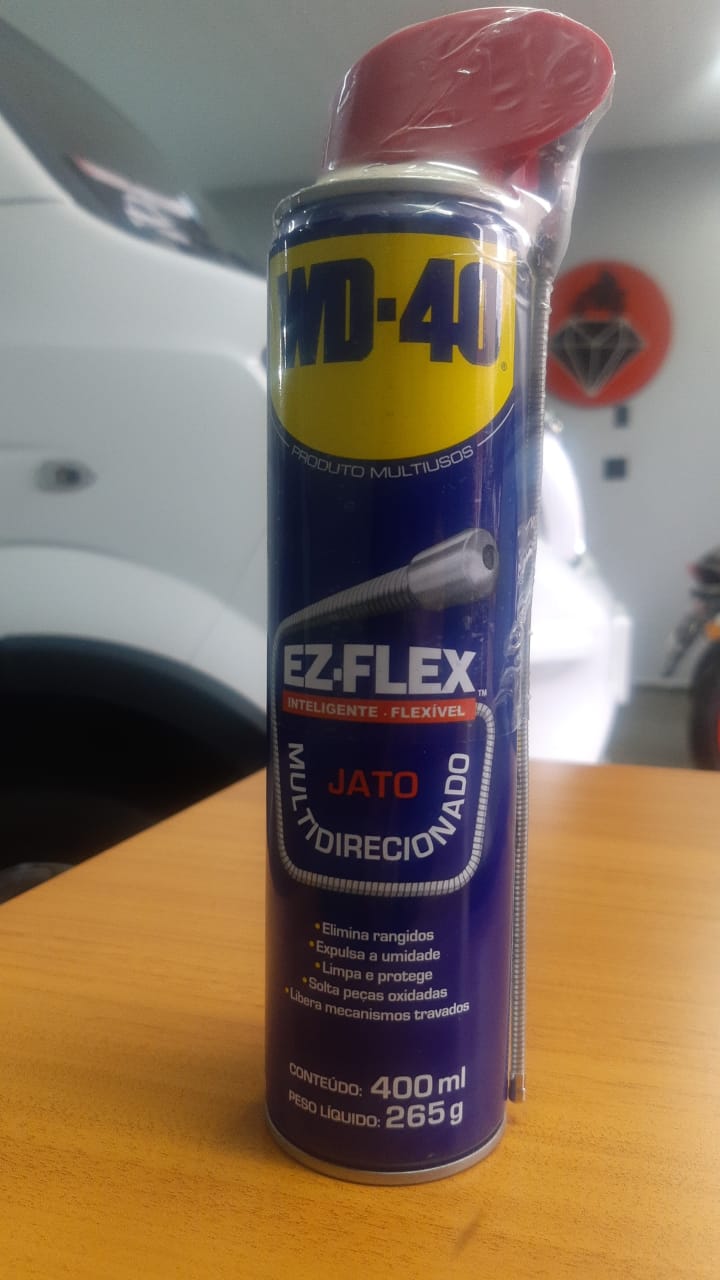 WD-40®
PRODUTO MULTIUSOS
EZ·FLEX™
INTELIGENTE · FLEXÍVEL
JATO
MULTIDIRECIONADO
•Elimina rangidos
•Expulsa a umidade
•Limpa e protege
•Solta peças oxidadas
•Libera mecanismos travados
CONTEÚDO: 400 ml
PESO LÍQUIDO: 265 g